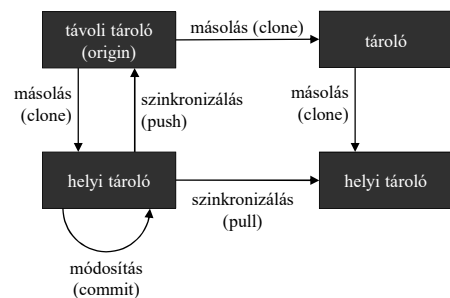 távoli tároló
(origin)
másolás (clone)
tároló
másolás
(clone)
szinkronizálás
(push)
másolás
(clone)
helyi tároló
szinkronizálás
(pull)
helyi tároló
módosítás
(commit)